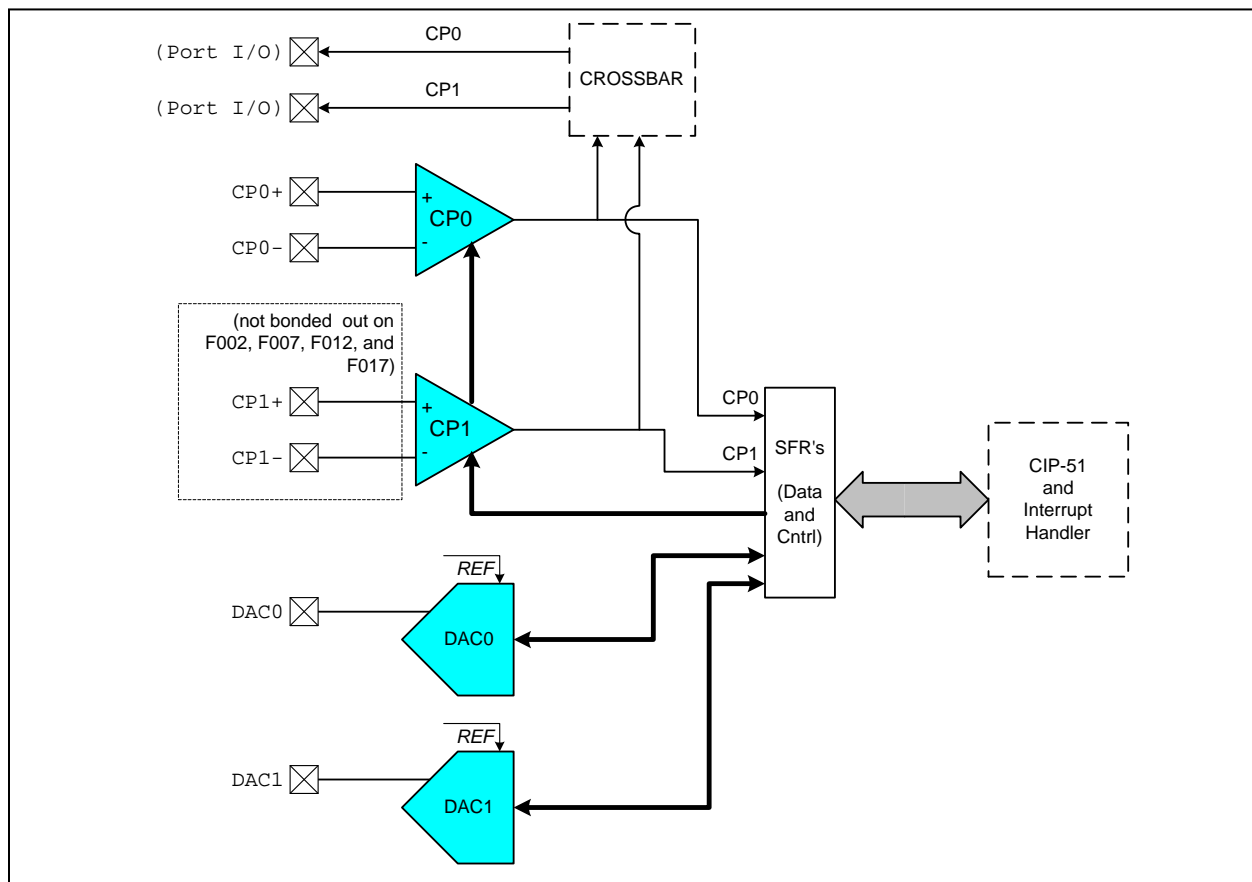 (Port I/O)
CP0
CROSSBAR
(Port I/O)
CP1
CP0+
+
CP0
CP0-
-
(not bonded out on
F002, F007, F012, and
F017)
CP1+
+
CP1
CP1-
-
CP0
CP1
SFR's
(Data
and
Cntrl)
CIP-51
and
Interrupt
Handler
REF
DAC0
DAC0
REF
DAC1
DAC1